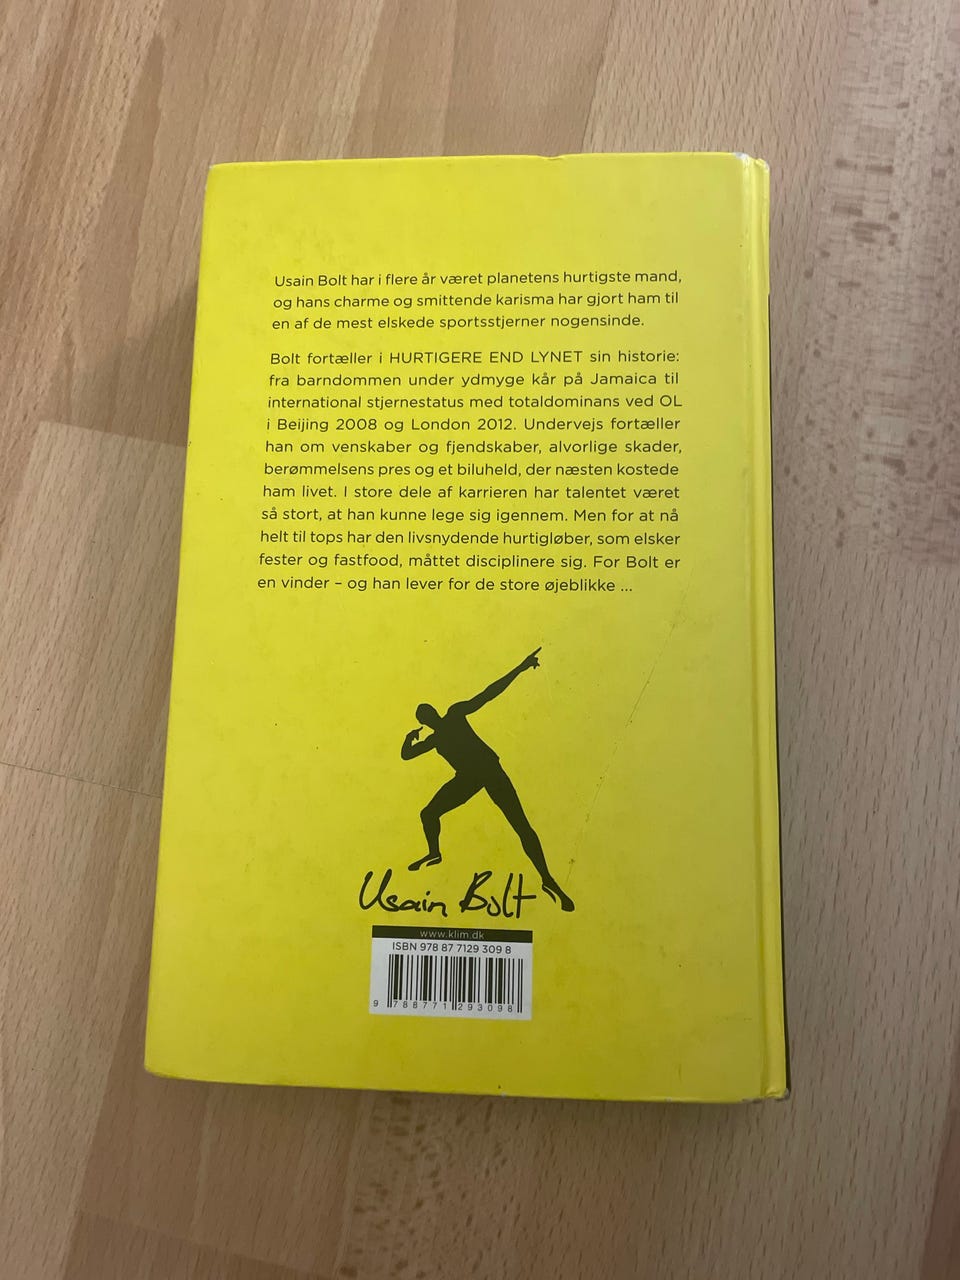 Usain Bolt har i flere år været planetens hurtigste mand,
og hans charme og smittende karisma har gjort ham til
en af de mest elskede sportsstjerner nogensinde.
Bolt fortæller i HURTIGERE END LYNET sin historie:
fra barndommen under ydmyge kår på Jamaica til
international stjernestatus med totaldominans ved OL
i Beijing 2008 og London 2012. Undervejs fortæller
han om venskaber og fjendskaber, alvorlige skader,
berømmelsens pres og et biluheld, der næsten kostede
ham livet. I store dele af karrieren har talentet været
så stort, at han kunne lege sig igennem. Men for at nå
helt til tops har den livsnydende hurtigløber, som elsker
fester og fastfood, måttet disciplinere sig. For Bolt er
en vinder – og han lever for de store øjeblikke ...
Usain Bolt
www.klim.dk
ISBN 978 87 7129 309 8
9 788771 293098